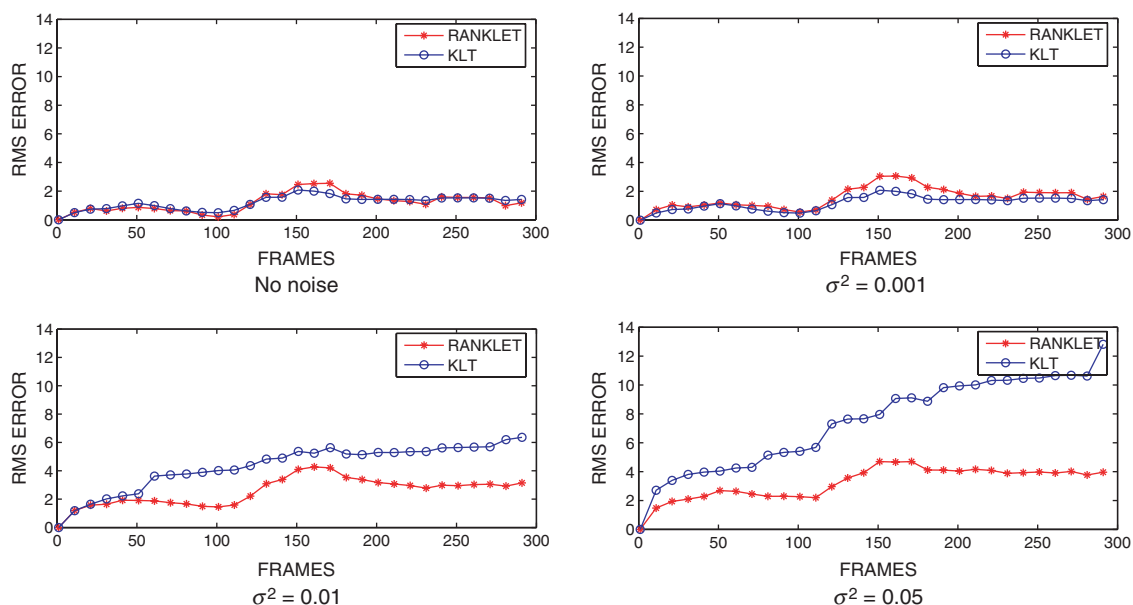 14
12
10
8
6
4
2
0
RMS ERROR
RANKLET
KLT
0 50 100 150 200 250 300
FRAMES
No noise
14
12
10
8
6
4
2
0
RMS ERROR
RANKLET
KLT
0 50 100 150 200 250 300
FRAMES
σ² = 0.001
14
12
10
8
6
4
2
0
RMS ERROR
RANKLET
KLT
0 50 100 150 200 250 300
FRAMES
σ² = 0.01
14
12
10
8
6
4
2
0
RMS ERROR
RANKLET
KLT
0 50 100 150 200 250 300
FRAMES
σ² = 0.05